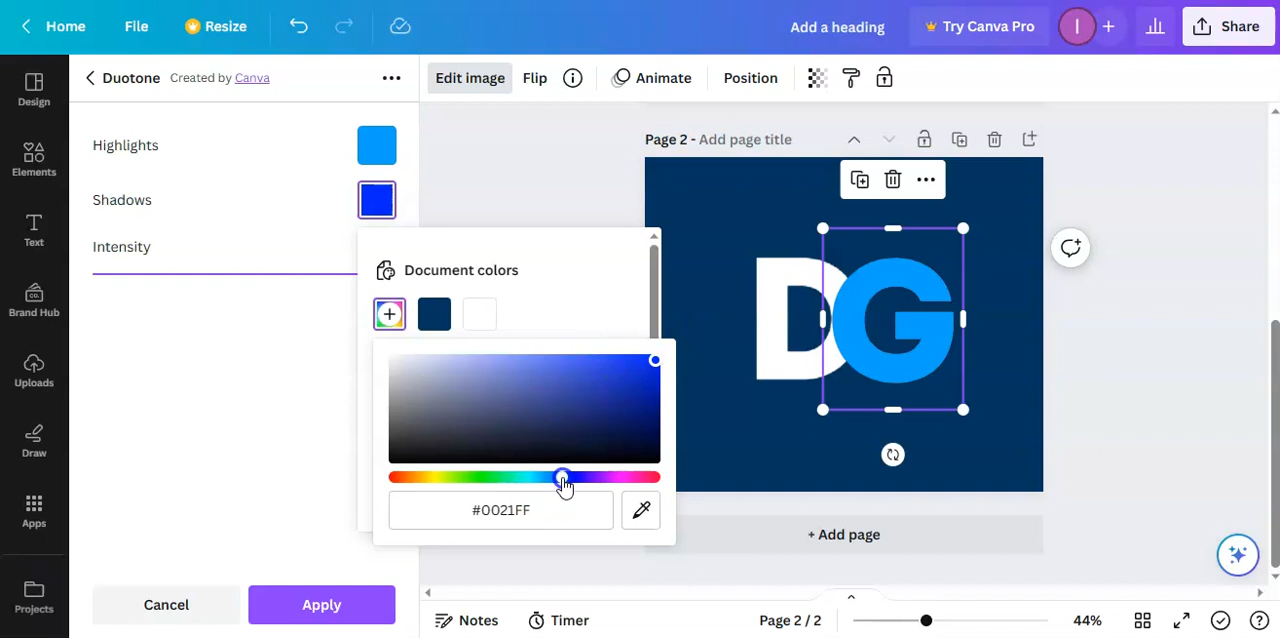 Home File Resize Add a heading Try Canva Pro I + Share
Duotone Created by Canva
Edit image Flip Animate Position
Design
Elements
Text
Brand Hub
CO.
Uploads
Draw
Apps
Projects
Highlights
Shadows
Intensity
Document colors
#0021FF
Cancel Apply
Page 2 - Add page title
DG
+ Add page
Notes Timer Page 2 / 2 44%